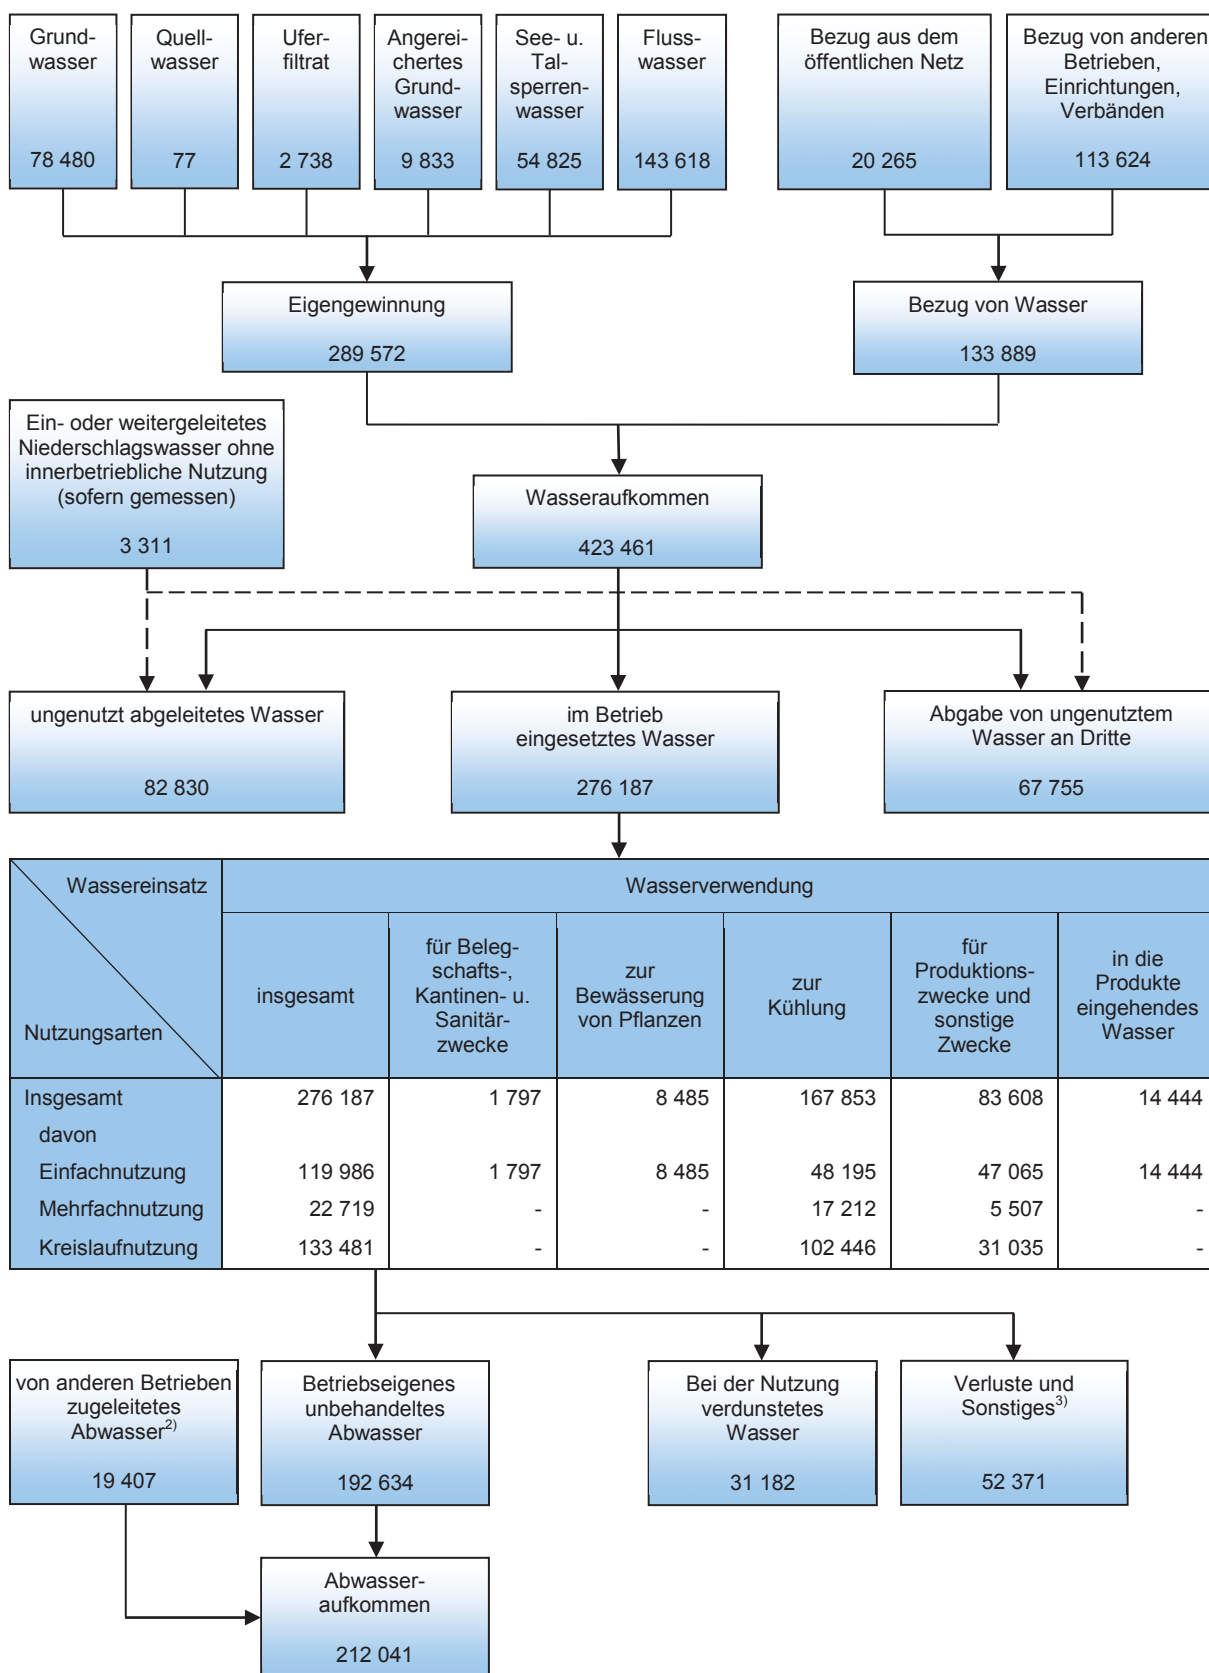 Grund-
wasser
78 480
Quell-
wasser
77
Ufer-
filtrat
2 738
Angerei-
chertes
Grund-
wasser
9 833
See- u.
Tal-
sperren-
wasser
54 825
Fluss-
wasser
143 618
Bezug aus dem
öffentlichen Netz
20 265
Bezug von anderen
Betrieben,
Einrichtungen,
Verbänden
113 624
Eigengewinnung
289 572
Bezug von Wasser
133 889
Ein- oder weitergeleitetes
Niederschlagswasser ohne
innerbetriebliche Nutzung
(sofern gemessen)
3 311
Wasseraufkommen
423 461
ungenutzt abgeleitetes Wasser
82 830
im Betrieb
eingesetztes Wasser
276 187
Abgabe von ungenutztem
Wasser an Dritte
67 755
Wassereinsatz
Nutzungsarten
Wasserverwendung
insgesamt
für Beleg-
schafts-,
Kantinen- u.
Sanitär-
zwecke
zur
Bewässerung
von Pflanzen
zur
Kühlung
für
Produktions-
zwecke und
sonstige
Zwecke
in die
Produkte
eingehendes
Wasser
Insgesamt 276 187 1 797 8 485 167 853 83 608 14 444
davon
Einfachnutzung 119 986 1 797 8 485 48 195 47 065 14 444
Mehrfachnutzung 22 719 - - 17 212 5 507 -
Kreislaufnutzung 133 481 - - 102 446 31 035 -
von anderen Betrieben
zugeleitetes
Abwasser2)
19 407
Betriebseigenes
unbehandeltes
Abwasser
192 634
Bei der Nutzung
verdunstetes
Wasser
31 182
Verluste und
Sonstiges3)
52 371
Abwasser-
aufkommen
212 041